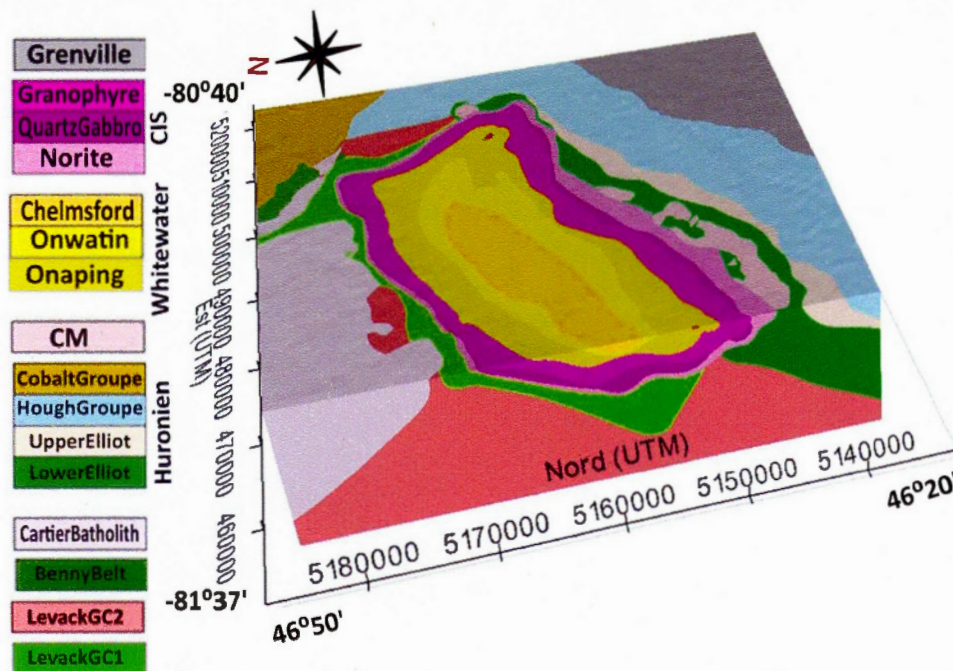 Grenville
Granophyre
QuartzGabbro
Norite
CIS
Chelmsford
Onwatin
Onaping
Whitewater
CM
CobaltGroupe
HoughGroupe
UpperElliot
LowerElliot
Huronien
CartierBatholith
BennyBelt
LevackGC2
LevackGC1
N
-80°40'
520000
510000
500000
490000
480000
470000
460000
Est (UTM)
-81°37'
46°50'
5180000
5170000
5160000
5150000
5140000
Nord (UTM)
46°20'